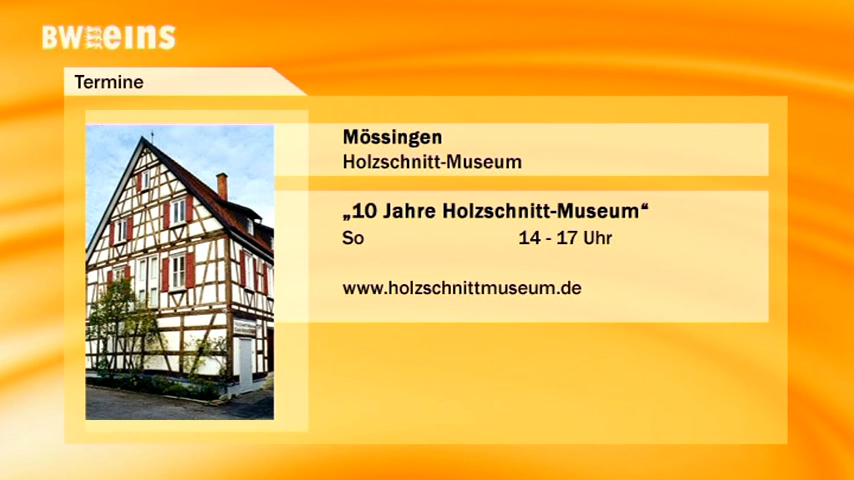 BW eins
Termine
Mössingen
Holzschnitt-Museum
„10 Jahre Holzschnitt-Museum“
So 14 - 17 Uhr
www.holzschnittmuseum.de